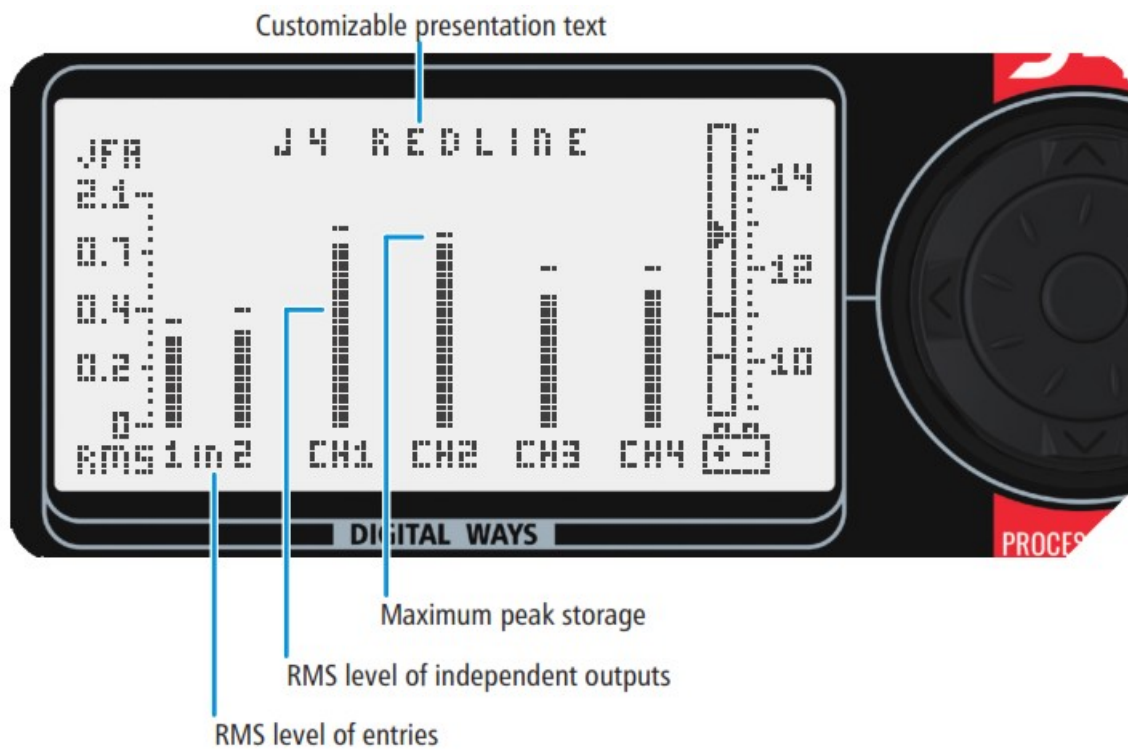 Customizable presentation text
JFA
J4 REDLINE
2.1
14
0.7
12
0.4
0.2
10
0
RMS 1 in 2 CH1 CH2 CH3 CH4 + -
DIGITAL WAYS
Maximum peak storage
RMS level of independent outputs
RMS level of entries